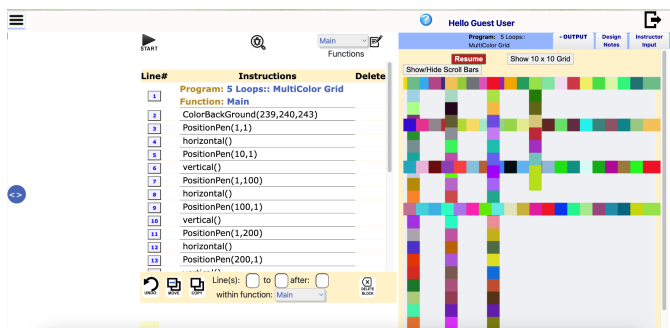 Hello Guest User
START
Main
Functions
Program: 5 Loops::
MultiColor Grid
- OUTPUT
Design
Notes
Instructor
Input
Resume
Show 10 x 10 Grid
Show/Hide Scroll Bars
Line# Instructions Delete
1 Program: 5 Loops:: MultiColor Grid
Function: Main
2 ColorBackGround(239,240,243)
3 PositionPen(1,1)
4 horizontal()
5 PositionPen(10,1)
6 vertical()
7 PositionPen(1,100)
8 horizontal()
9 PositionPen(100,1)
10 vertical()
11 PositionPen(1,200)
12 horizontal()
13 PositionPen(200,1)
vertical()
UNDO
MOVE
COPY
Line(s): to after:
within function: Main
DELETE
BLOCK
<>